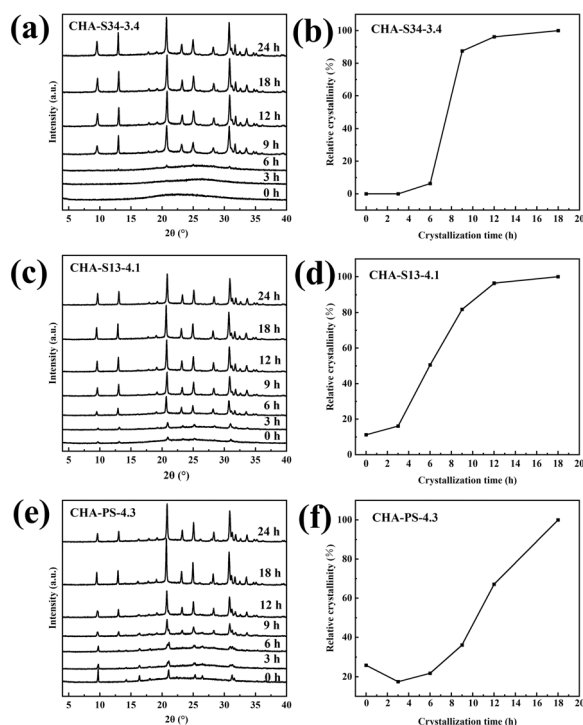 (a)
CHA-S34-3.4
24 h
18 h
12 h
9 h
6 h
3 h
0 h
Intensity (a.u.)
5 10 15 20 25 30 35 40
2θ (°)
(b)
CHA-S34-3.4
Relative crystallinity (%)
100
80
60
40
20
0
0 2 4 6 8 10 12 14 16 18 20
Crystallization time (h)
(c)
CHA-S13-4.1
24 h
18 h
12 h
9 h
6 h
3 h
0 h
Intensity (a.u.)
5 10 15 20 25 30 35 40
2θ (°)
(d)
CHA-S13-4.1
Relative crystallinity (%)
100
80
60
40
20
0
0 2 4 6 8 10 12 14 16 18 20
Crystallization time (h)
(e)
CHA-PS-4.3
24 h
18 h
12 h
9 h
6 h
3 h
0 h
Intensity (a.u.)
5 10 15 20 25 30 35 40
2θ (°)
(f)
CHA-PS-4.3
Relative crystallinity (%)
100
80
60
40
20
0 2 4 6 8 10 12 14 16 18 20
Crystallization time (h)